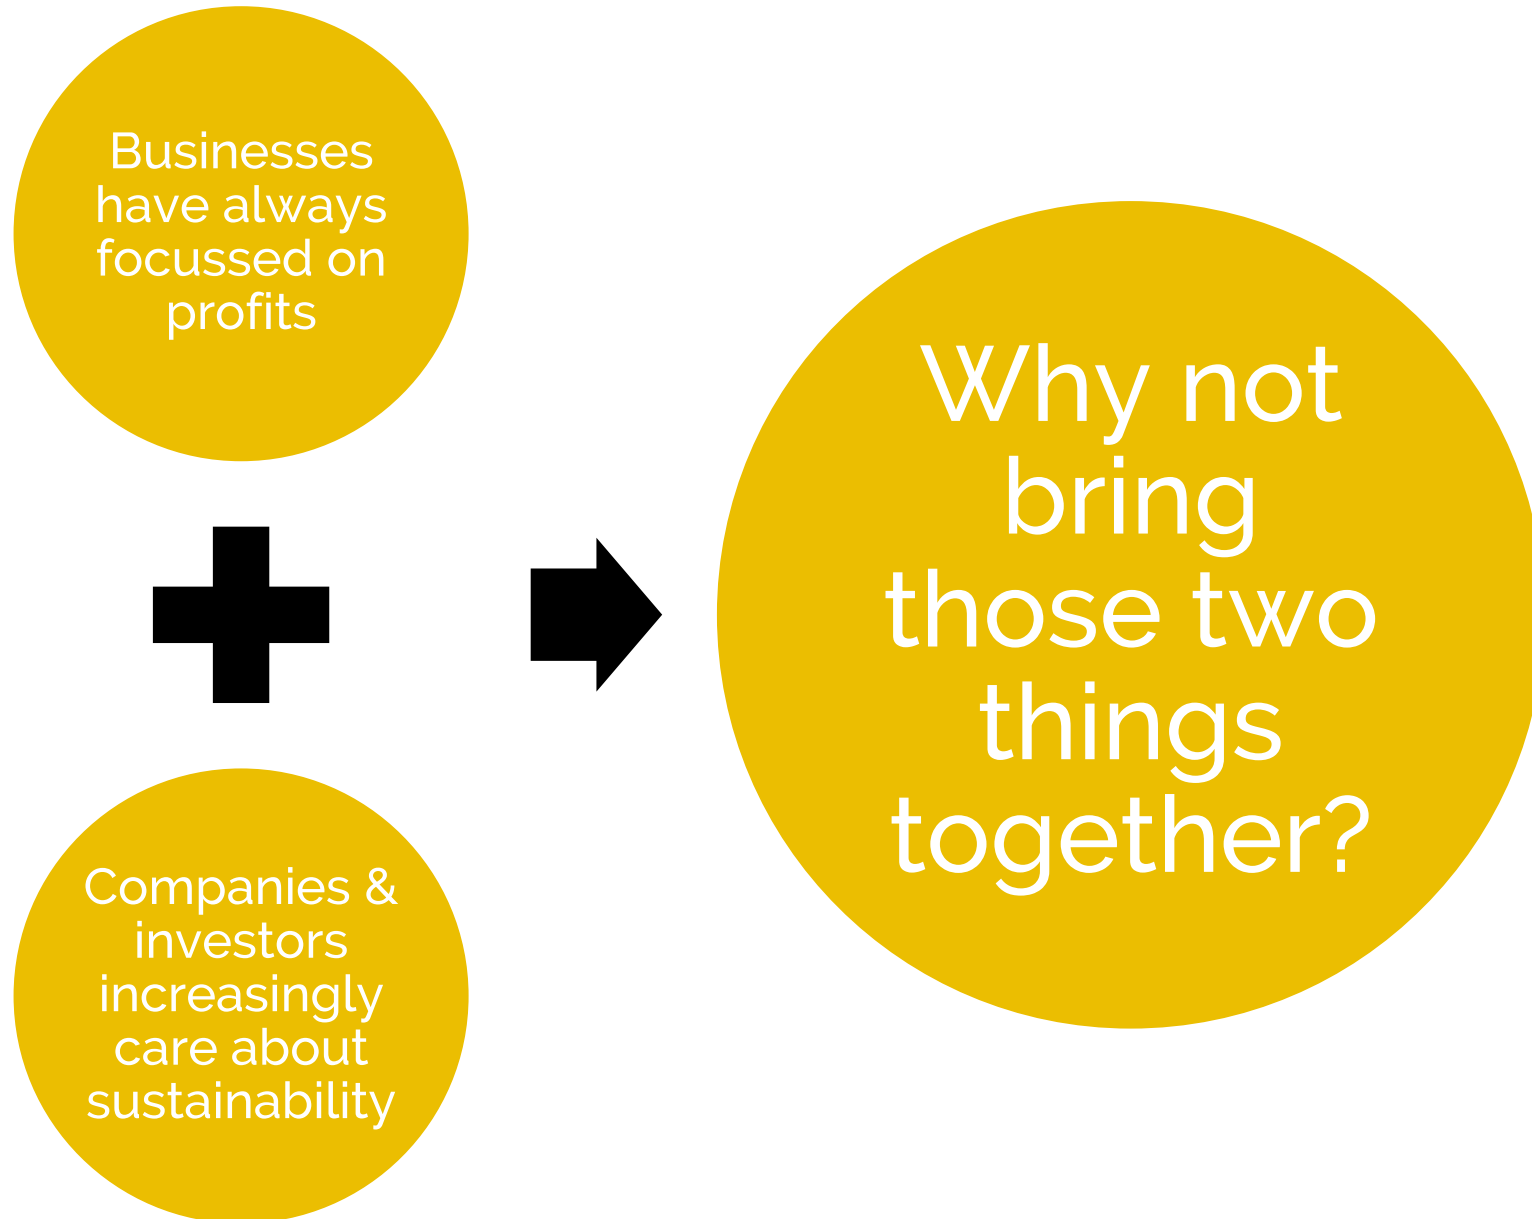 Businesses
have always
focussed on
profits
Companies &
investors
increasingly
care about
sustainability
Why not
bring
those two
things
together?